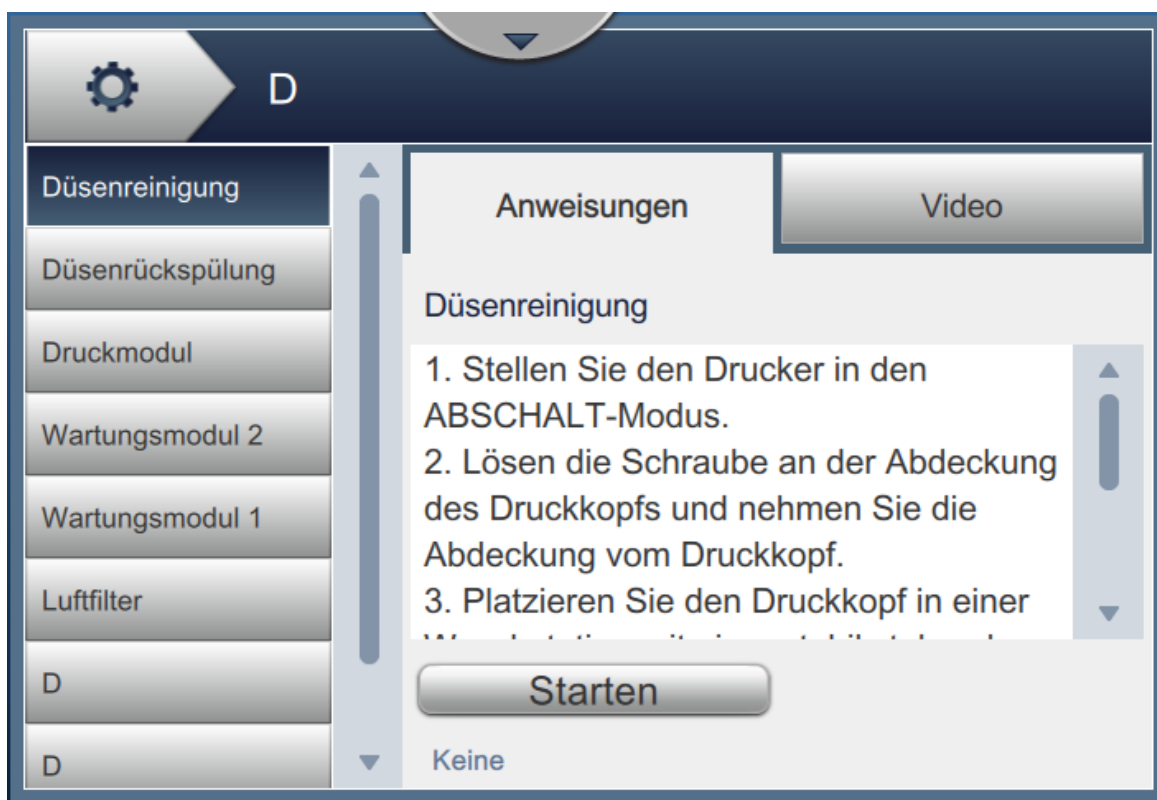 D
Düsenreinigung
Düsenrückspülung
Druckmodul
Wartungsmodul 2
Wartungsmodul 1
Luftfilter
D
D
Anweisungen
Video
Düsenreinigung
1. Stellen Sie den Drucker in den
ABSCHALT-Modus.
2. Lösen die Schraube an der Abdeckung
des Druckkopfs und nehmen Sie die
Abdeckung vom Druckkopf.
3. Platzieren Sie den Druckkopf in einer
Starten
Keine